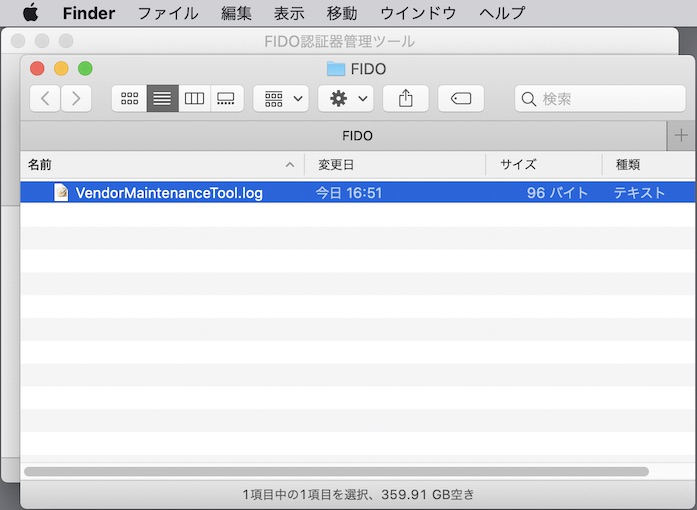 Finder ファイル 編集 表示 移動 ウインドウ ヘルプ
FIDO認証器管理ツール
FIDO
検索
FIDO
名前 変更日 サイズ 種類
VendorMaintenanceTool.log 今日 16:51 96 バイト テキスト
1項目中の1項目を選択、359.91 GB空き